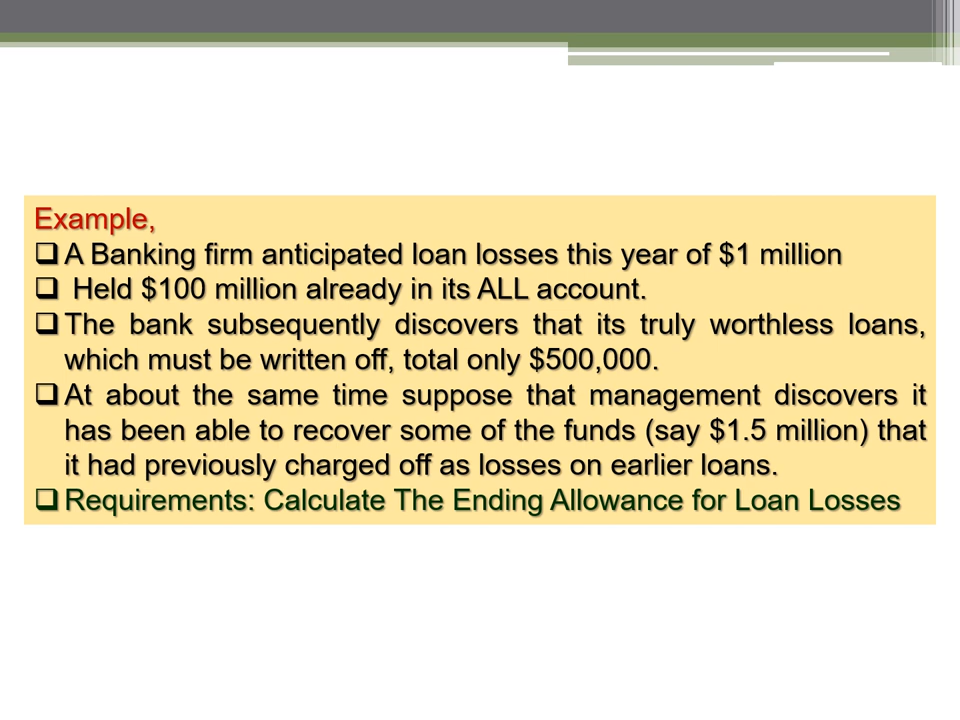 Example,
❑ A Banking firm anticipated loan losses this year of $1 million
❑ Held $100 million already in its ALL account.
❑ The bank subsequently discovers that its truly worthless loans,
which must be written off, total only $500,000.
❑ At about the same time suppose that management discovers it
has been able to recover some of the funds (say $1.5 million) that
it had previously charged off as losses on earlier loans.
❑ Requirements: Calculate The Ending Allowance for Loan Losses